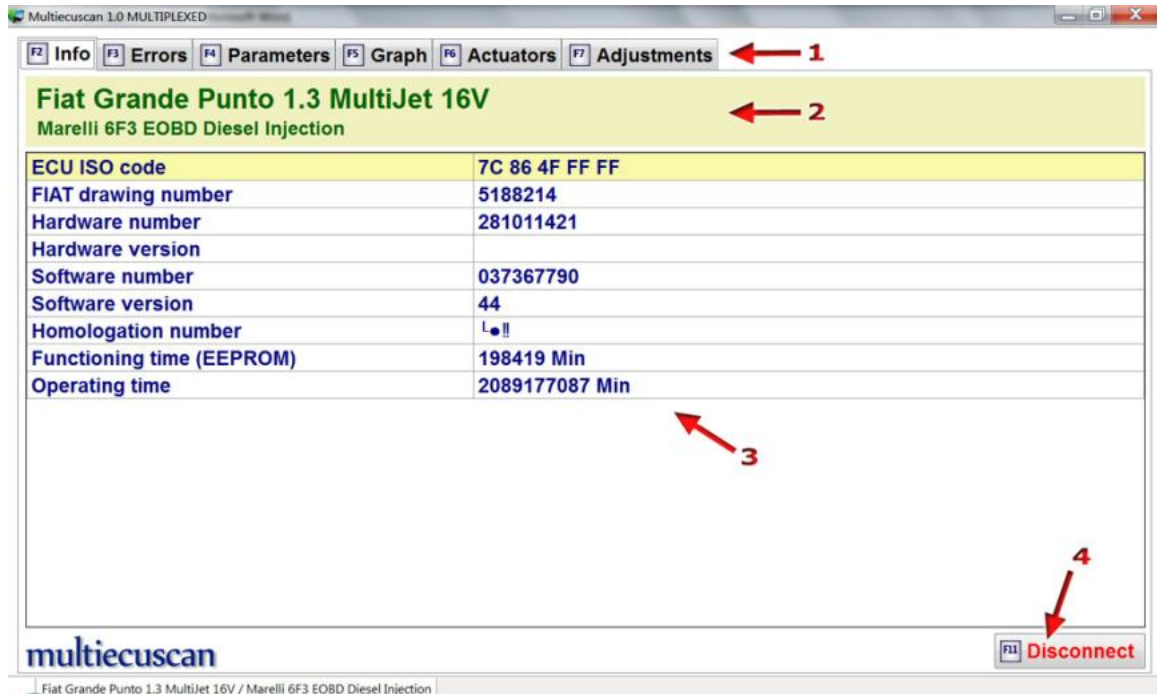 Multiecuscan 1.0 MULTIPLEXED
F2 Info F3 Errors F4 Parameters F5 Graph F6 Actuators F7 Adjustments 1
Fiat Grande Punto 1.3 MultiJet 16V
2
Marelli 6F3 EOBD Diesel Injection
ECU ISO code 7C 86 4F FF FF
FIAT drawing number 5188214
Hardware number 281011421
Hardware version
Software number 037367790
Software version 44
Homologation number └●‼
Functioning time (EEPROM) 198419 Min
Operating time 2089177087 Min
3
4
multiecuscan F11 Disconnect
Fiat Grande Punto 1.3 MultiJet 16V / Marelli 6F3 EOBD Diesel Injection